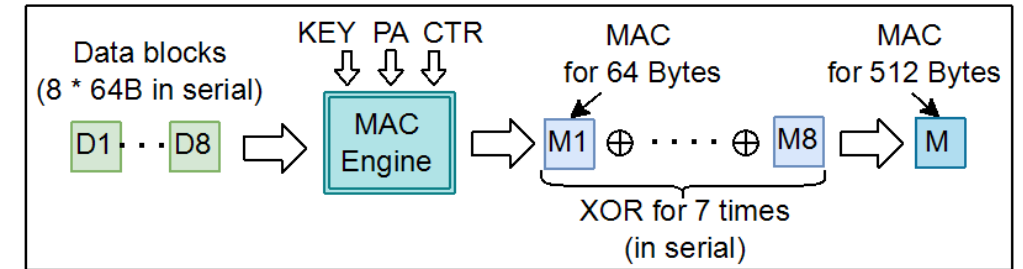 Data blocks
(8 * 64B in serial)
D1 · · · D8
KEY PA CTR
MAC
Engine
MAC
for 64 Bytes
M1 ⊕ · · · · ⊕ M8
XOR for 7 times
(in serial)
MAC
for 512 Bytes
M